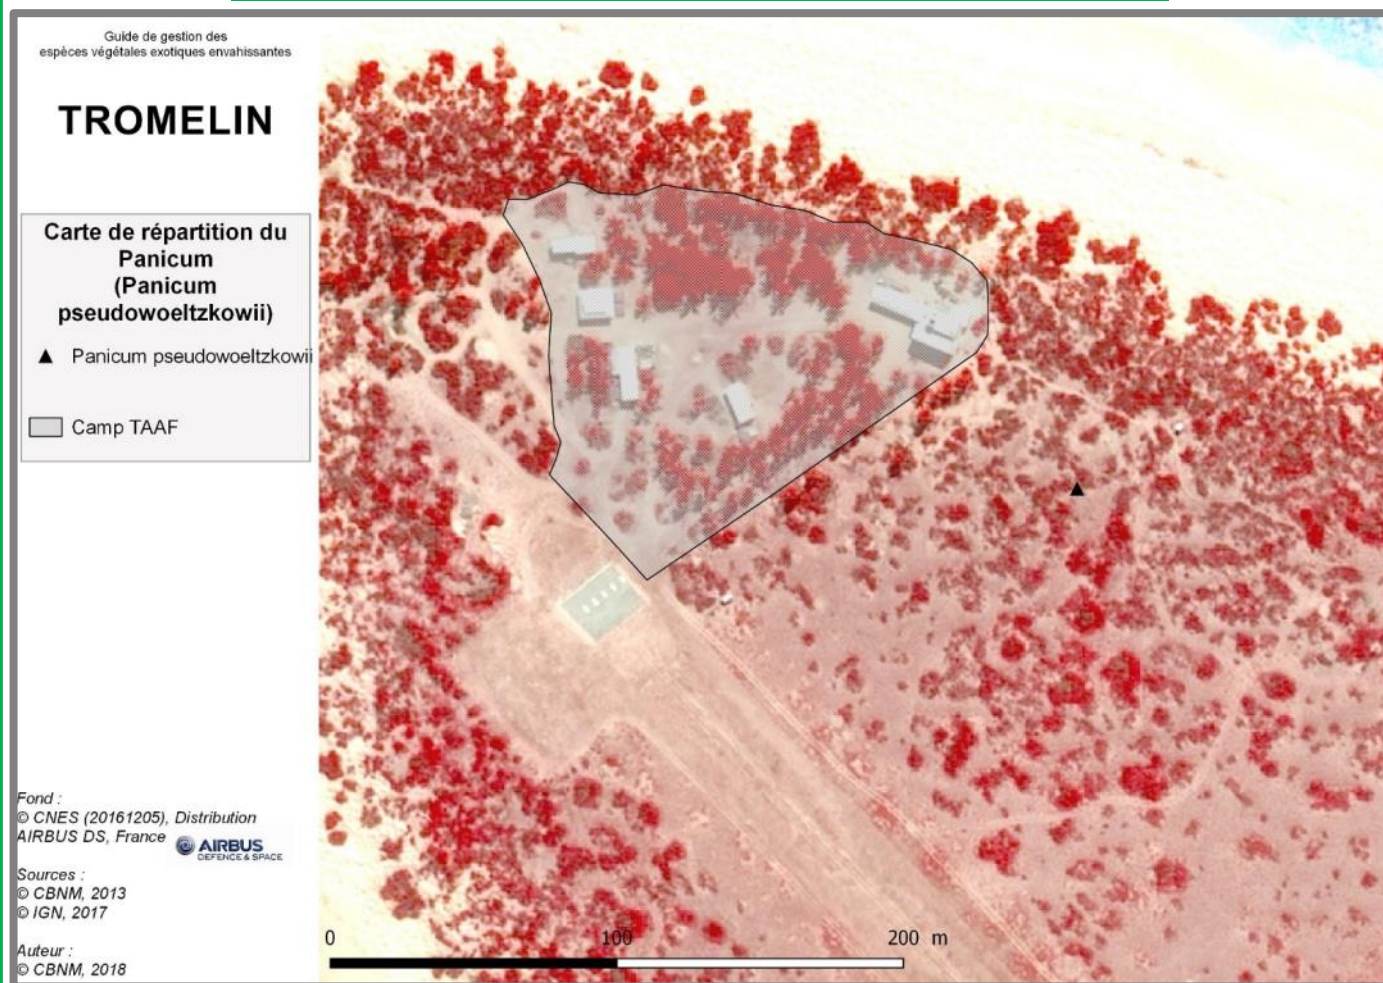 Guide de gestion des
espèces végétales exotiques envahissantes
TROMELIN
Carte de répartition du
Panicum
(Panicum
pseudowoeltzkowii)
Panicum pseudowoeltzkowii
Camp TAAF
Fond :
© CNES (20161205), Distribution
AIRBUS DS, France
AIRBUS
DEFENCE & SPACE
Sources :
© CBNM, 2013
© IGN, 2017
Auteur :
© CBNM, 2018
0 100 200 m